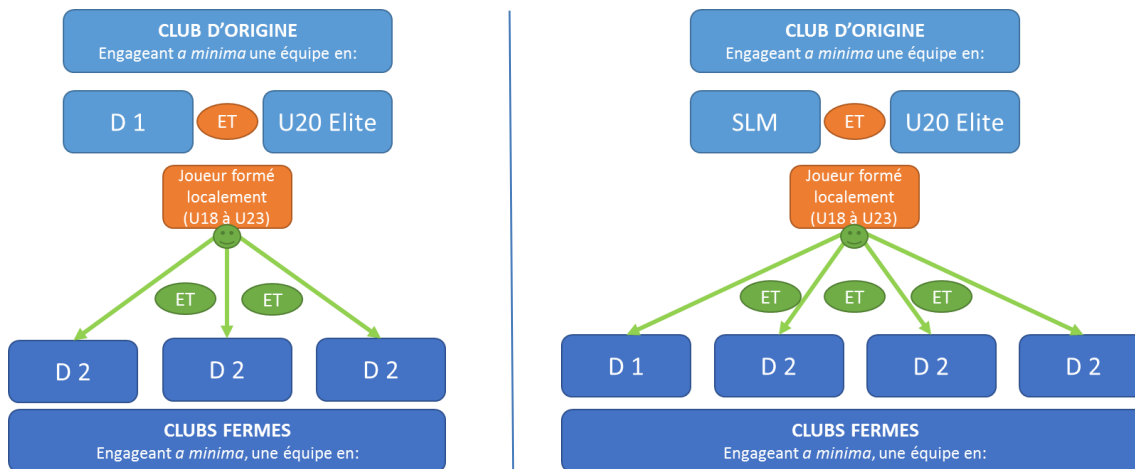 CLUB D'ORIGINE
Engageant a minima une équipe en:
D 1
ET
U20 Elite
Joueur formé
localement
(U18 à U23)
ET
ET
D 2
D 2
D 2
CLUBS FERMES
Engageant a minima, une équipe en:
CLUB D'ORIGINE
Engageant a minima une équipe en:
SLM
ET
U20 Elite
Joueur formé
localement
(U18 à U23)
ET
ET
ET
D 1
D 2
D 2
D 2
CLUBS FERMES
Engageant a minima, une équipe en: